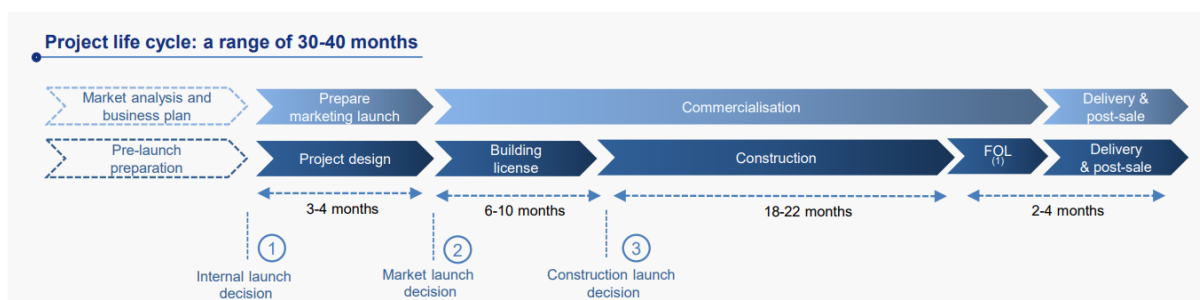 Project life cycle: a range of 30-40 months
Market analysis and
business plan
Prepare
marketing launch
Commercialisation
Delivery &
post-sale
Pre-launch
preparation
Project design
Building
license
Construction
FOL
(1)
Delivery
& post-sale
3-4 months
6-10 months
18-22 months
2-4 months
1
2
3
Internal launch
decision
Market launch
decision
Construction launch
decision